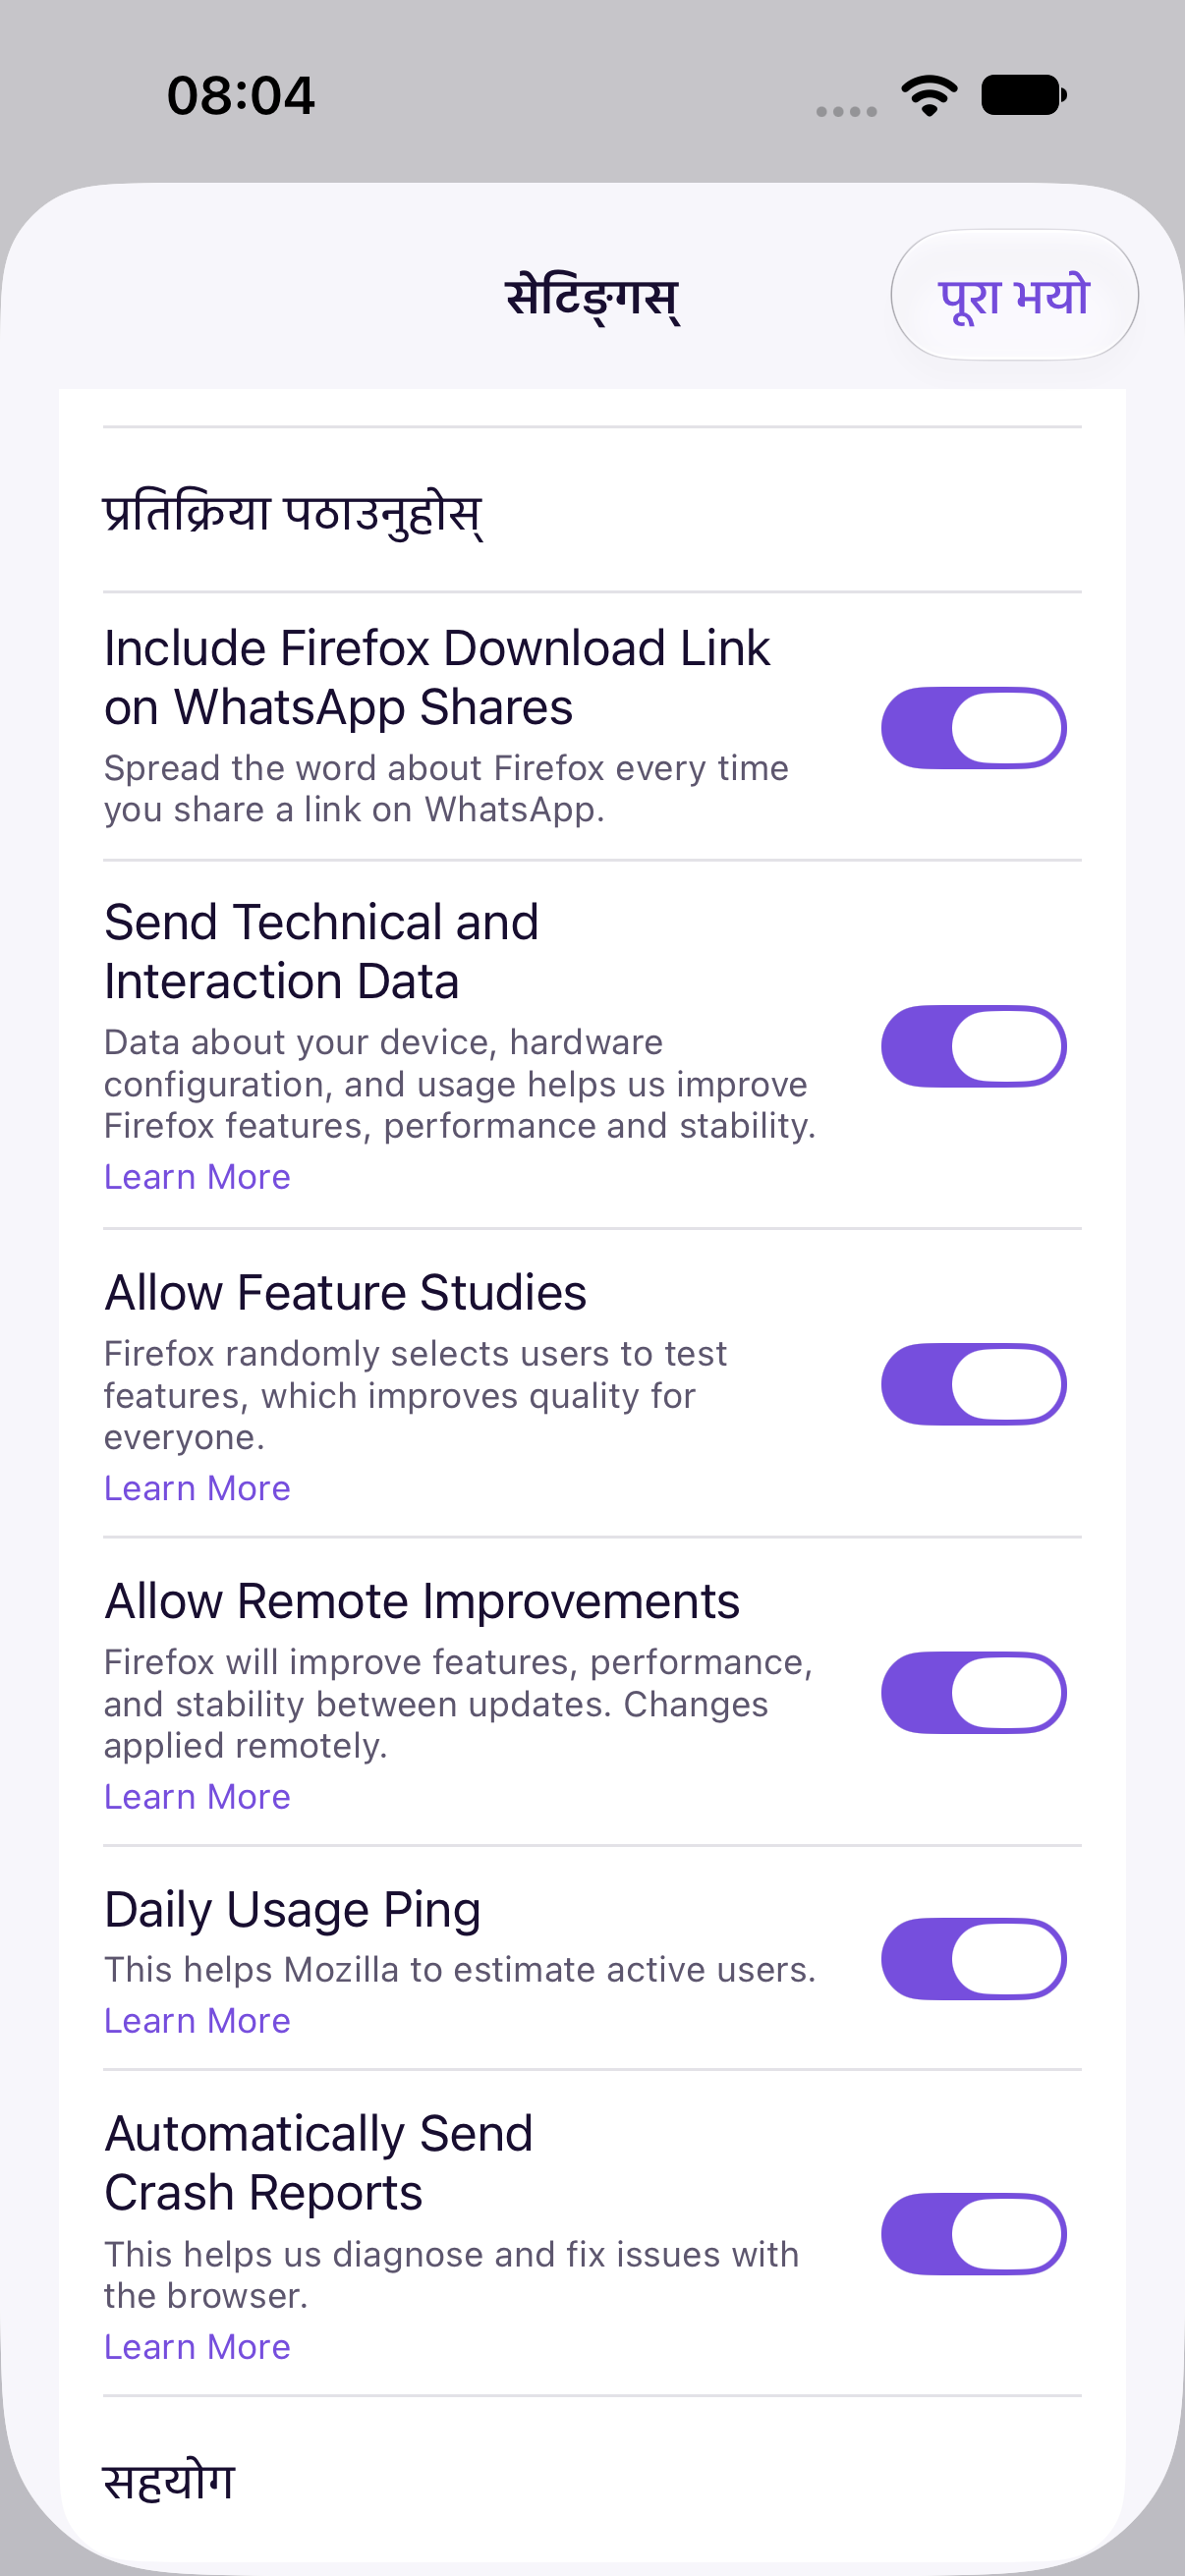 08:04
सेटिङ्गस्
पूरा भयो
प्रतिक्रिया पठाउनुहोस्
Include Firefox Download Link
on WhatsApp Shares
Spread the word about Firefox every time
you share a link on WhatsApp.
Send Technical and
Interaction Data
Data about your device, hardware
configuration, and usage helps us improve
Firefox features, performance and stability.
Learn More
Allow Feature Studies
Firefox randomly selects users to test
features, which improves quality for
everyone.
Learn More
Allow Remote Improvements
Firefox will improve features, performance,
and stability between updates. Changes
applied remotely.
Learn More
Daily Usage Ping
This helps Mozilla to estimate active users.
Learn More
Automatically Send
Crash Reports
This helps us diagnose and fix issues with
the browser.
Learn More
सहयोग